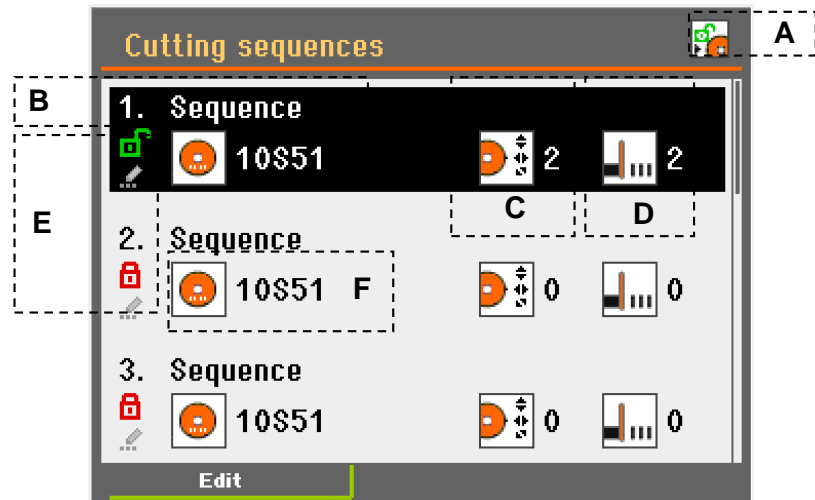 Cutting sequences
A
B
1. Sequence
10S51 2 2
C D
E
2. Sequence
10S51 F 0 0
3. Sequence
10S51 0 0
Edit